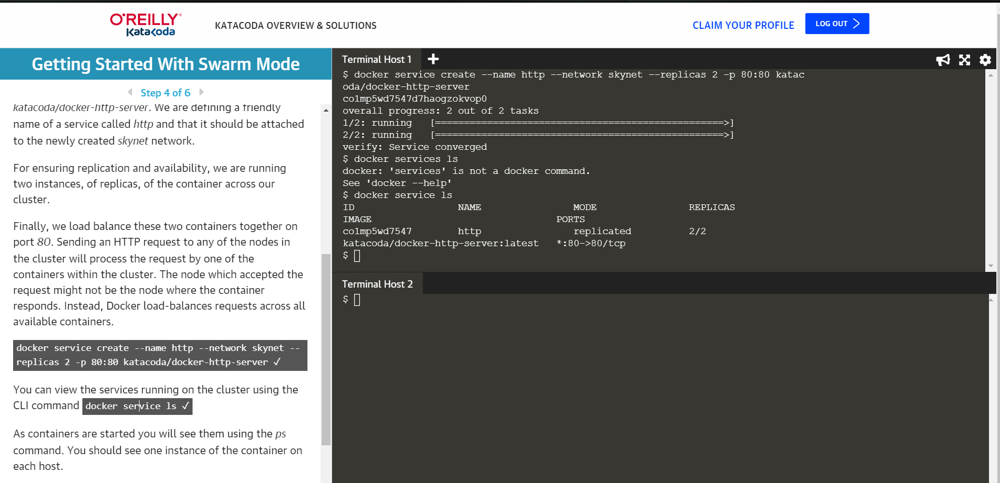 O'REILLY®
Katacoda
KATACODA OVERVIEW & SOLUTIONS
CLAIM YOUR PROFILE
LOG OUT
Getting Started With Swarm Mode
Step 4 of 6
katacoda/docker-http-server. We are defining a friendly
name of a service called http and that it should be attached
to the newly created skynet network.
For ensuring replication and availability, we are running
two instances, of replicas, of the container across our
cluster.
Finally, we load balance these two containers together on
port 80. Sending an HTTP request to any of the nodes in
the cluster will process the request by one of the
containers within the cluster. The node which accepted the
request might not be the node where the container
responds. Instead, Docker load-balances requests across all
available containers.
docker service create --name http --network skynet --
replicas 2 -p 80:80 katacoda/docker-http-server ✓
You can view the services running on the cluster using the
CLI command docker service ls ✓
As containers are started you will see them using the ps
command. You should see one instance of the container on
each host.
Terminal Host 1
$ docker service create --name http --network skynet --replicas 2 -p 80:80 katac
oda/docker-http-server
co1mp5wd7547d7haogzokvop0
overall progress: 2 out of 2 tasks
1/2: running   [==================================================>]
2/2: running   [==================================================>]
verify: Service converged
$ docker services ls
docker: 'services' is not a docker command.
See 'docker --help'
$ docker service ls
ID                  NAME                MODE                REPLICAS
IMAGE                                PORTS
co1mp5wd7547        http                replicated          2/2
katacoda/docker-http-server:latest   *:80->80/tcp
$
Terminal Host 2
$